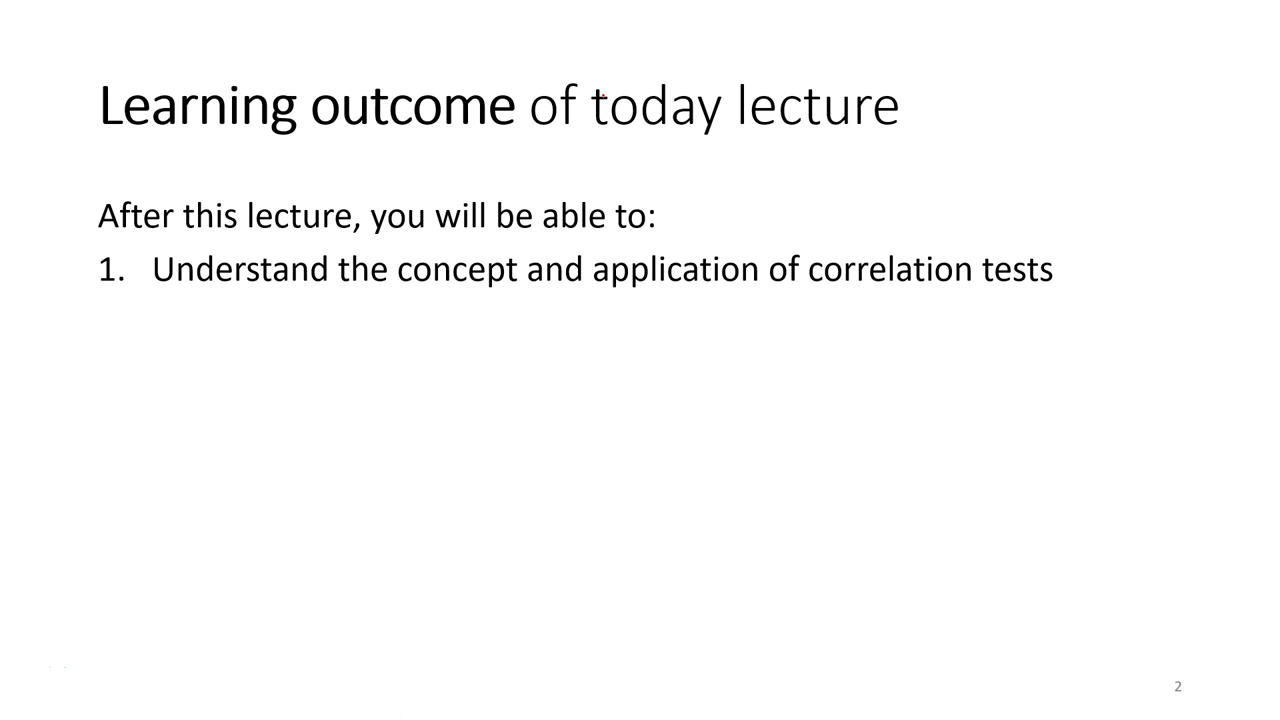 Learning outcome of today lecture
After this lecture, you will be able to:
1. Understand the concept and application of correlation tests
2